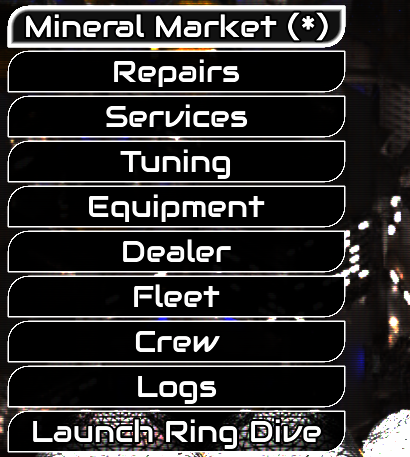 Mineral Market (*)
Repairs
Services
Tuning
Equipment
Dealer
Fleet
Crew
Logs
Launch Ring Dive